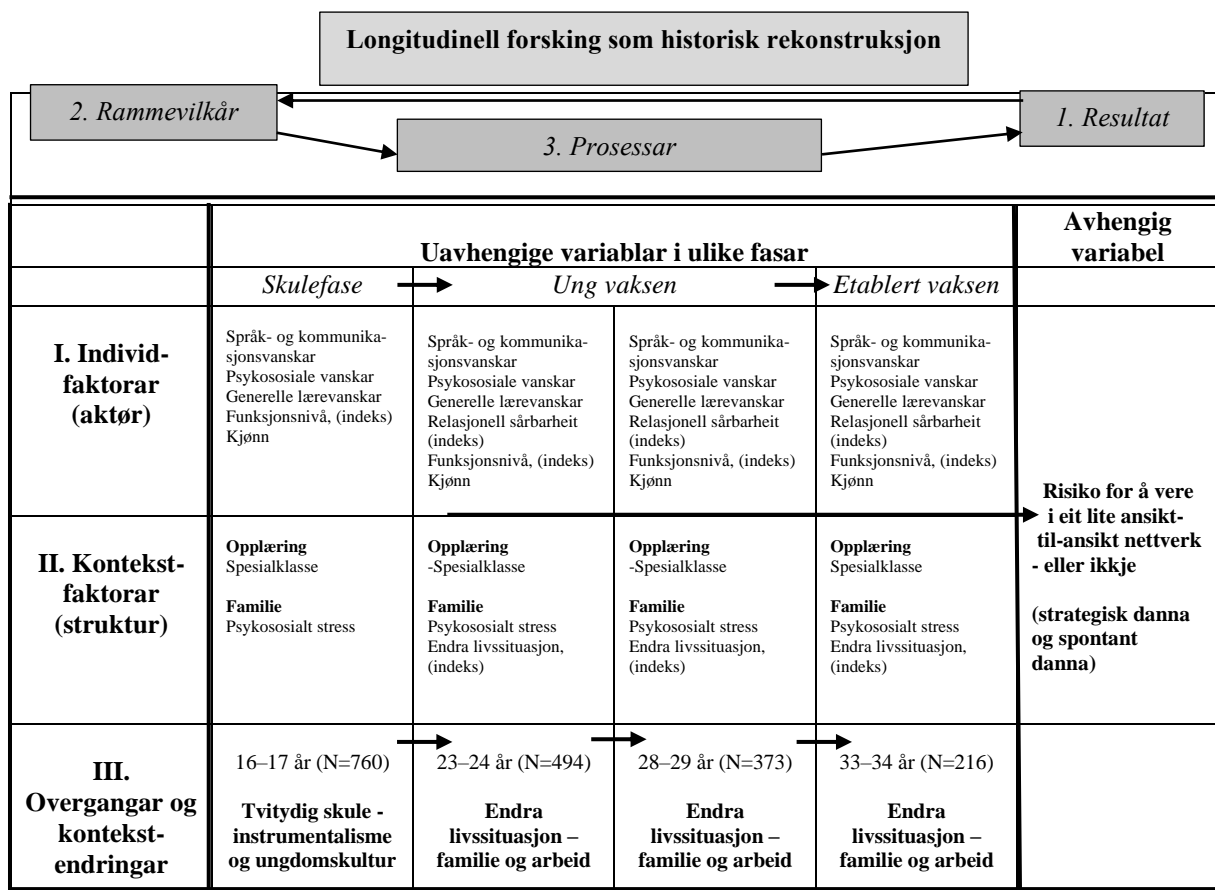 Longitudinell forsking som historisk rekonstruksjon
2. Rammevilkår
1. Resultat
3. Prosessar
Uavhengige variablar i ulike fasar
Avhengig
variabel
Skulefase
Ung vaksen
Etablert vaksen
I. Individ-
faktorar
(aktør)
Språk- og kommunika-
sjonsvanskar
Psykososiale vanskar
Generelle lærevanskar
Funksjonsnivå, (indeks)
Kjønn
Språk- og kommunika-
sjonsvanskar
Psykososiale vanskar
Generelle lærevanskar
Relasjonell sårbarheit
(indeks)
Funksjonsnivå, (indeks)
Kjønn
Språk- og kommunika-
sjonsvanskar
Psykososiale vanskar
Generelle lærevanskar
Relasjonell sårbarheit
(indeks)
Funksjonsnivå, (indeks)
Kjønn
Språk- og kommunika-
sjonsvanskar
Psykososiale vanskar
Generelle lærevanskar
Relasjonell sårbarheit
(indeks)
Funksjonsnivå, (indeks)
Kjønn
Risiko for å vere
i eit lite ansikt-
til-ansikt nettverk
- eller ikkje
(strategisk danna
og spontant
danna)
II. Kontekst-
faktorar
(struktur)
Opplæring
Spesialklasse
Familie
Psykososialt stress
Opplæring
-Spesialklasse
Familie
Psykososialt stress
Endra livssituasjon,
(indeks)
Opplæring
-Spesialklasse
Familie
Psykososialt stress
Endra livssituasjon,
(indeks)
Opplæring
Spesialklasse
Familie
Psykososialt stress
Endra livssituasjon,
(indeks)
III.
Overgangar og
kontekst-
endringar
16–17 år (N=760)
Tvitydig skule -
instrumentalisme
og ungdomskultur
23–24 år (N=494)
Endra
livssituasjon –
familie og arbeid
28–29 år (N=373)
Endra
livssituasjon –
familie og arbeid
33–34 år (N=216)
Endra
livssituasjon –
familie og arbeid